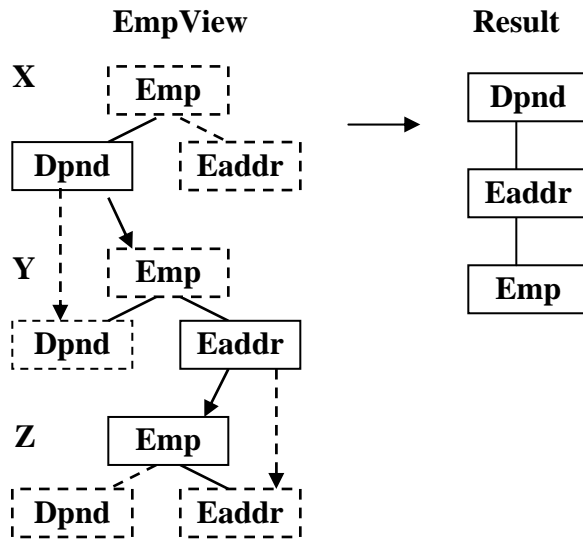 EmpView Result
X Emp Dpnd
Dpnd Eaddr
Eaddr
Y Emp
Emp
Dpnd Eaddr
Z Emp
Dpnd Eaddr